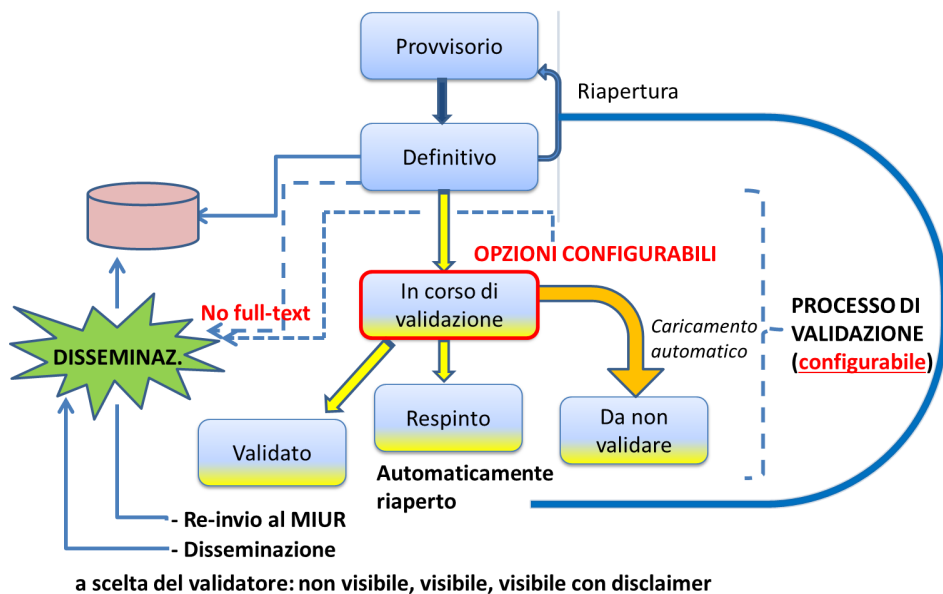 Provvisorio
Riapertura
Definitivo
OPZIONI CONFIGURABILI
No full-text
In corso di
validazione
Caricamento
automatico
PROCESSO DI
VALIDAZIONE
(configurabile)
DISSEMINAZ.
Validato
Respinto
Da non
validare
Automaticamente
riaperto
- Re-invio al MIUR
- Disseminazione
a scelta del validatore: non visibile, visibile, visibile con disclaimer